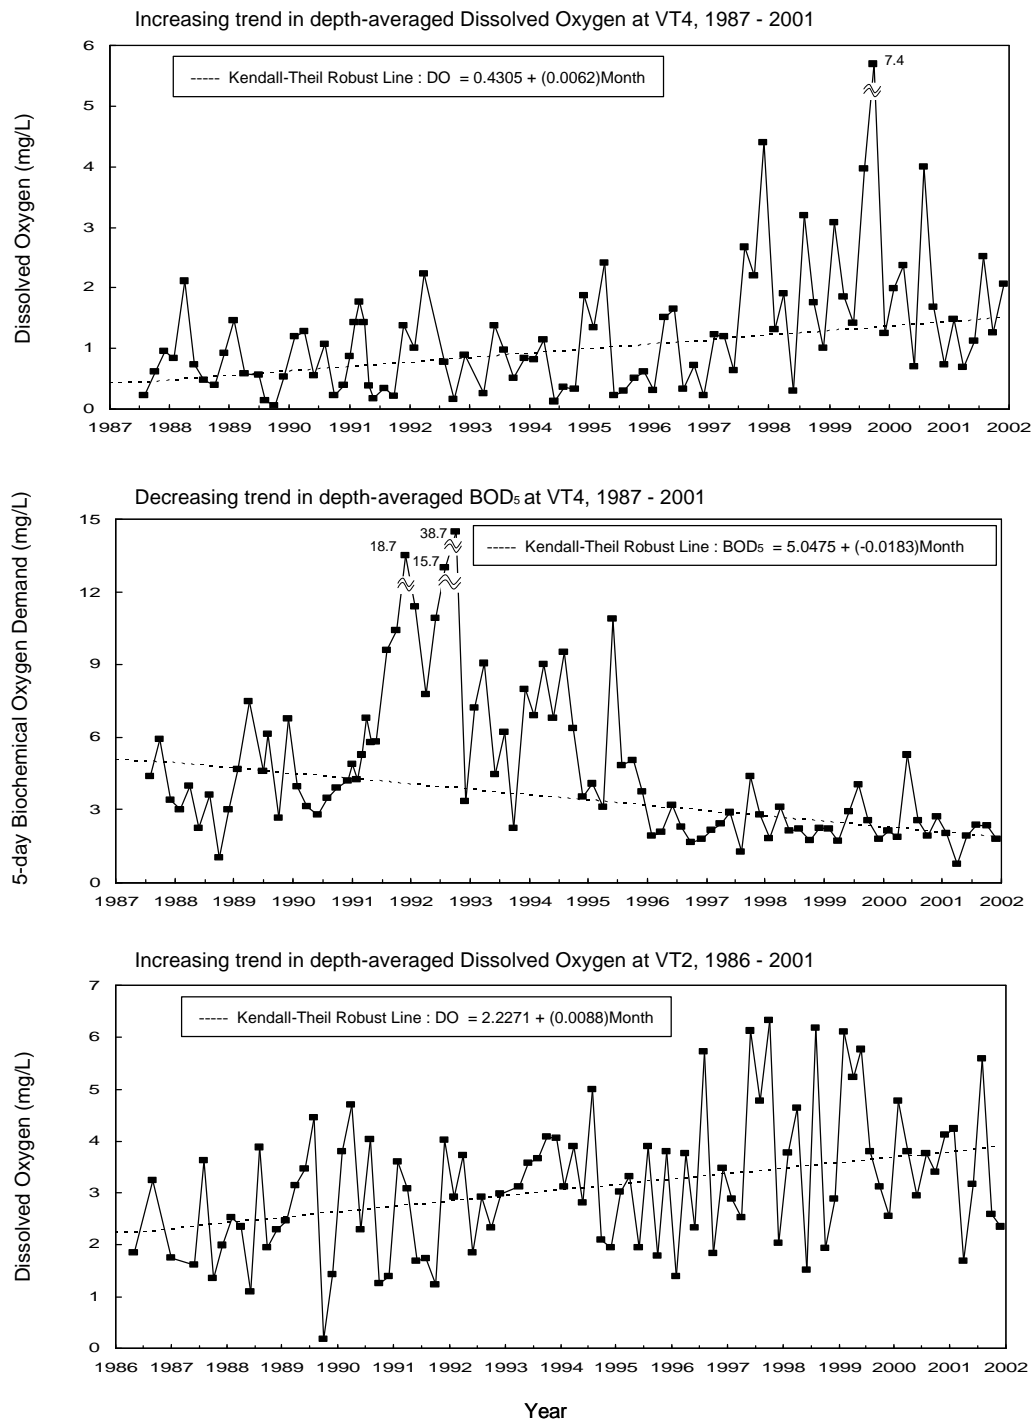 Increasing trend in depth-averaged Dissolved Oxygen at VT4, 1987 - 2001
Dissolved Oxygen (mg/L)
6
5
4
3
2
1
0
----- Kendall-Theil Robust Line : DO = 0.4305 + (0.0062)Month
7.4
1987 1988 1989 1990 1991 1992 1993 1994 1995 1996 1997 1998 1999 2000 2001 2002
Decreasing trend in depth-averaged BOD₅ at VT4, 1987 - 2001
5-day Biochemical Oxygen Demand (mg/L)
15
12
9
6
3
0
18.7
15.7
38.7
----- Kendall-Theil Robust Line : BOD₅ = 5.0475 + (-0.0183)Month
1987 1988 1989 1990 1991 1992 1993 1994 1995 1996 1997 1998 1999 2000 2001 2002
Increasing trend in depth-averaged Dissolved Oxygen at VT2, 1986 - 2001
Dissolved Oxygen (mg/L)
7
6
5
4
3
2
1
0
----- Kendall-Theil Robust Line : DO = 2.2271 + (0.0088)Month
1986 1987 1988 1989 1990 1991 1992 1993 1994 1995 1996 1997 1998 1999 2000 2001 2002
Year